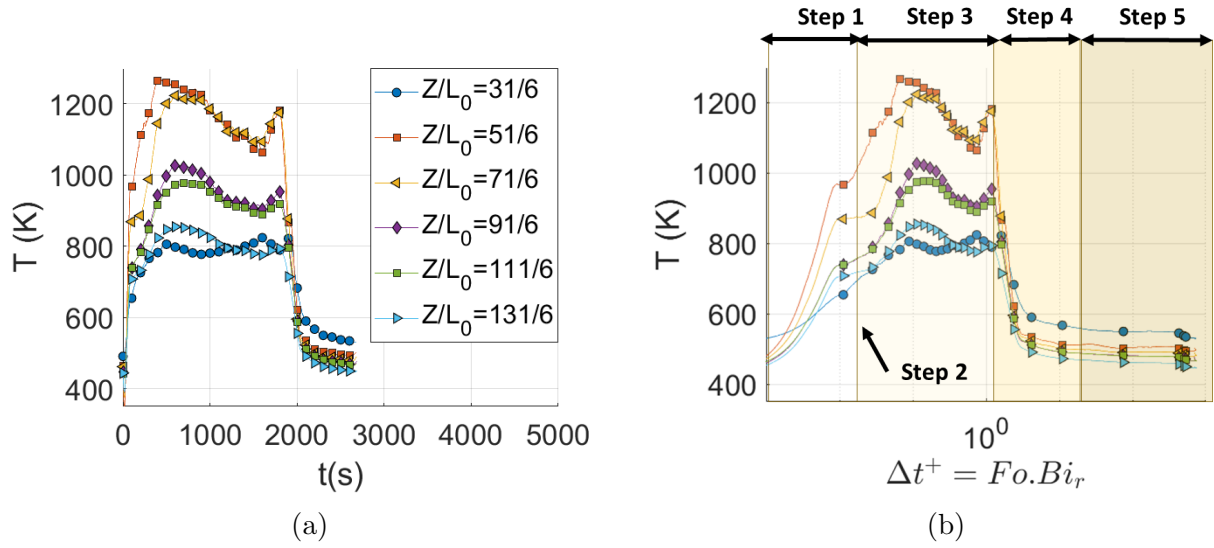 1200
1000
800
600
400
T (K)
0
1000
2000
3000
4000
5000
t(s)
Z/L0=31/6
Z/L0=51/6
Z/L0=71/6
Z/L0=91/6
Z/L0=111/6
Z/L0=131/6
(a)
Step 1
Step 3
Step 4
Step 5
1200
1000
800
600
400
T (K)
Step 2
10^0
Δt^+ = Fo.Bi_r
(b)